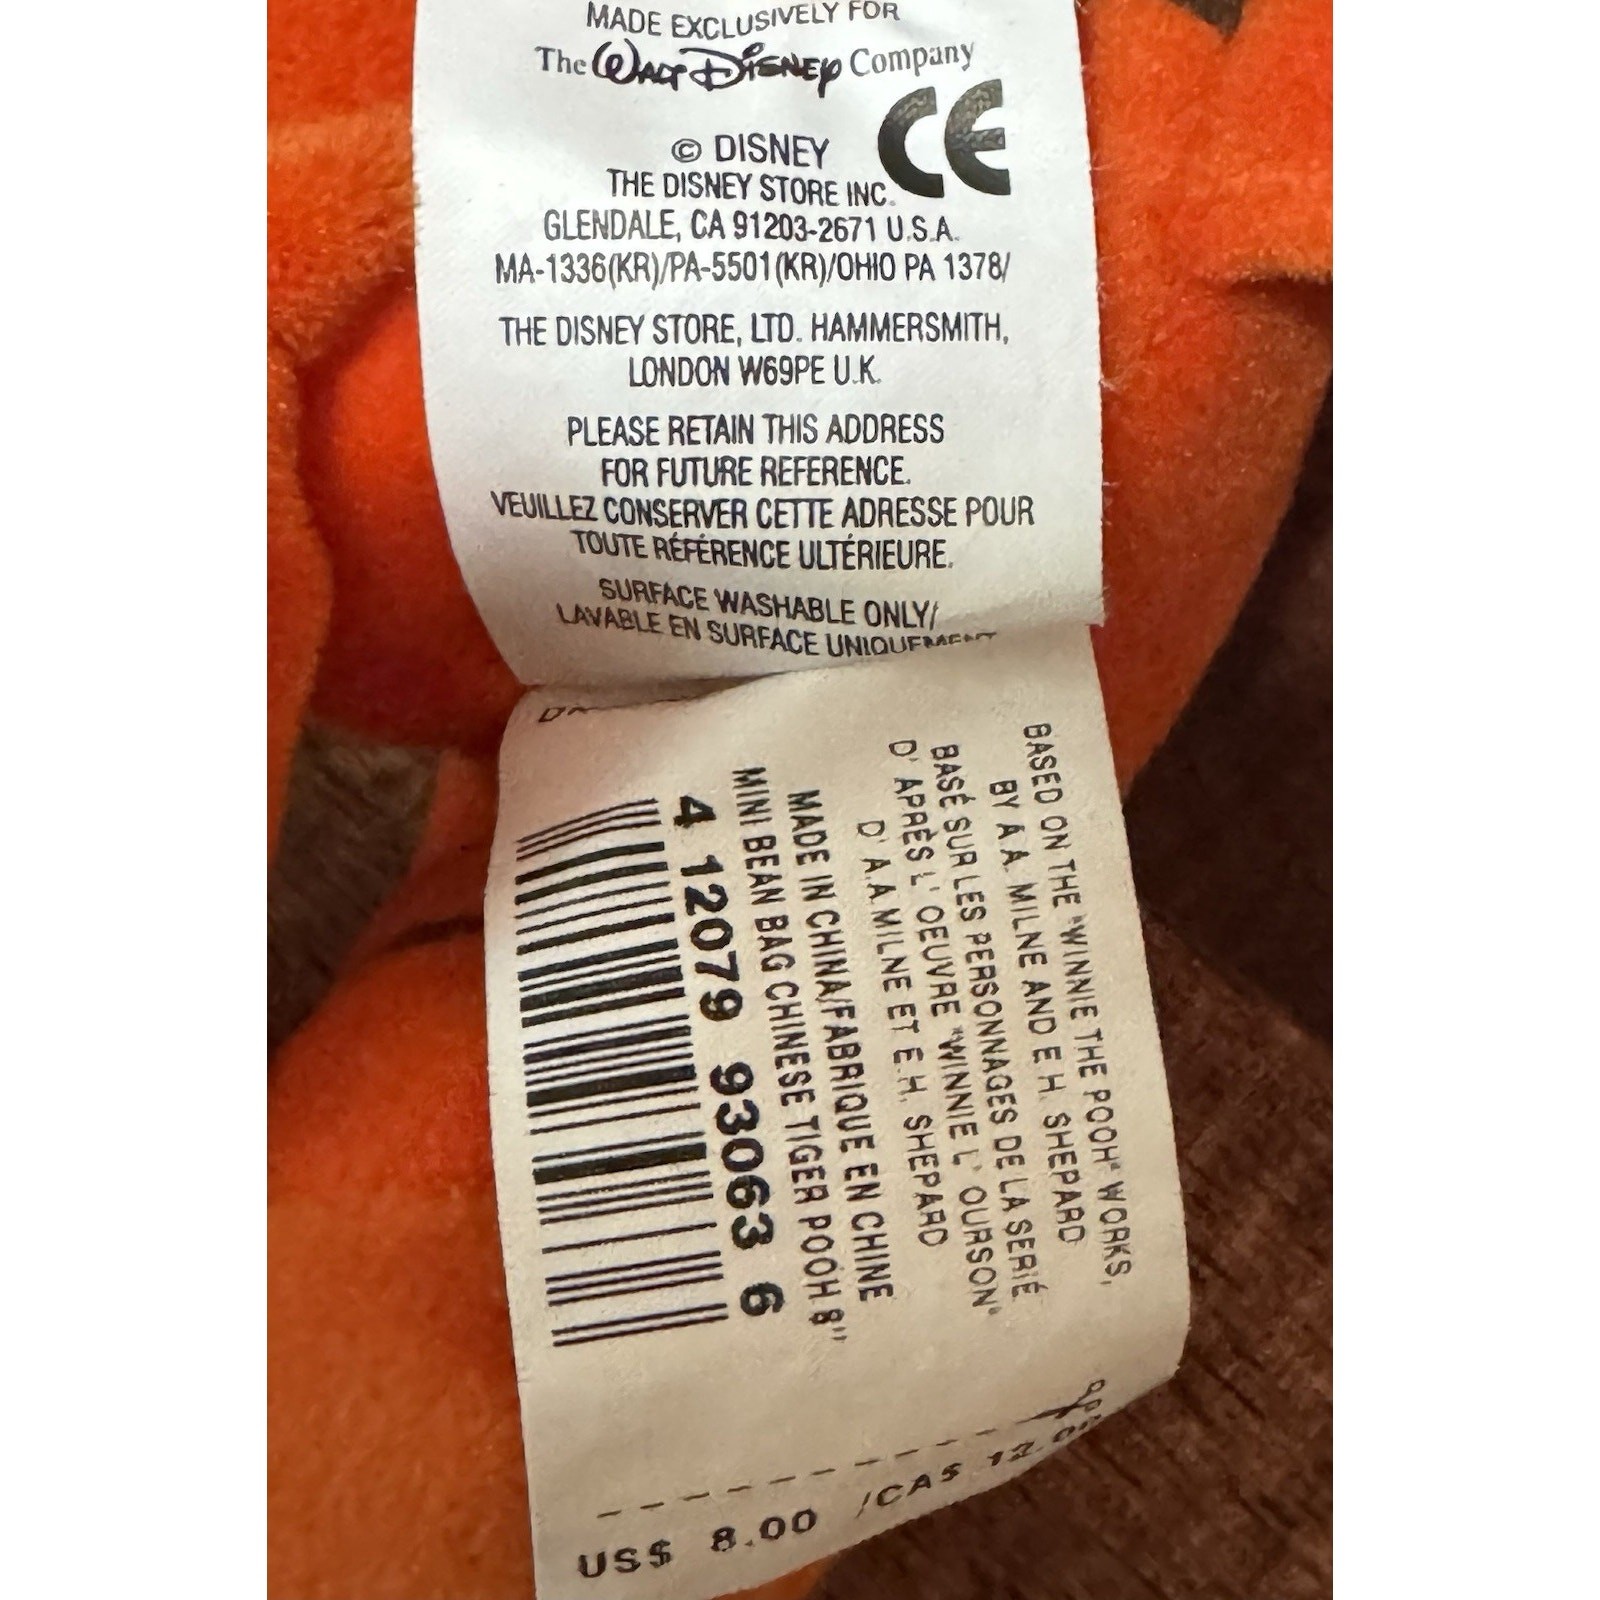 MADE EXCLUSIVELY FOR
The Walt Disney Company
CE
© DISNEY
THE DISNEY STORE INC.
GLENDALE, CA 91203-2671 U.S.A.
MA-1336(KR)/PA-5501(KR)/OHIO PA 1378/
THE DISNEY STORE, LTD. HAMMERSMITH,
LONDON W69PE U.K.
PLEASE RETAIN THIS ADDRESS
FOR FUTURE REFERENCE.
VEUILLEZ CONSERVER CETTE ADRESSE POUR
TOUTE RÉFÉRENCE ULTÉRIEURE.
SURFACE WASHABLE ONLY/
LAVABLE EN SURFACE UNIQUEMENT
BASED ON THE "WINNIE THE POOH" WORKS,
BY A.A. MILNE AND E.H. SHEPARD
BASÉ SUR LES PERSONNAGES DE LA SERIÉ
D' APRÈS L' OEUVRE "WINNIE L' OURSON"
D' A.A.MILNE ET E.H. SHEPARD
MADE IN CHINA/FABRIQUE EN CHINE
MINI BEAN BAG CHINESE TIGER POOH 8"
4 12079 93063 6
US$ 8.00 /CA$ 12.00